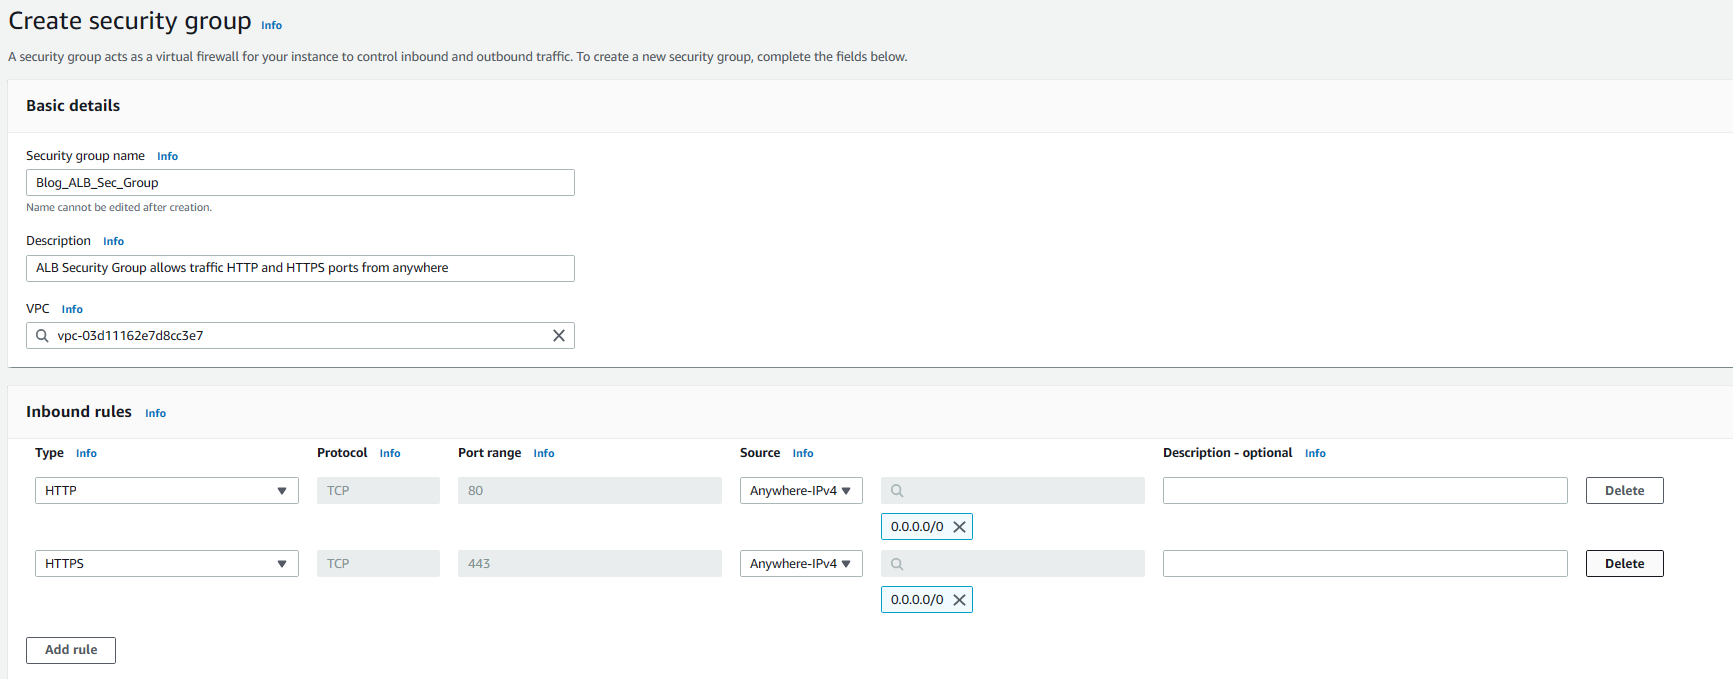 Create security group Info
A security group acts as a virtual firewall for your instance to control inbound and outbound traffic. To create a new security group, complete the fields below.
Basic details
Security group name Info
Blog_ALB_Sec_Group
Name cannot be edited after creation.
Description Info
ALB Security Group allows traffic HTTP and HTTPS ports from anywhere
VPC Info
vpc-03d11162e7d8cc3e7
Inbound rules Info
Type Info Protocol Info Port range Info Source Info Description - optional Info
HTTP TCP 80 Anywhere-IPv4 Delete
0.0.0.0/0
HTTPS TCP 443 Anywhere-IPv4 Delete
0.0.0.0/0
Add rule